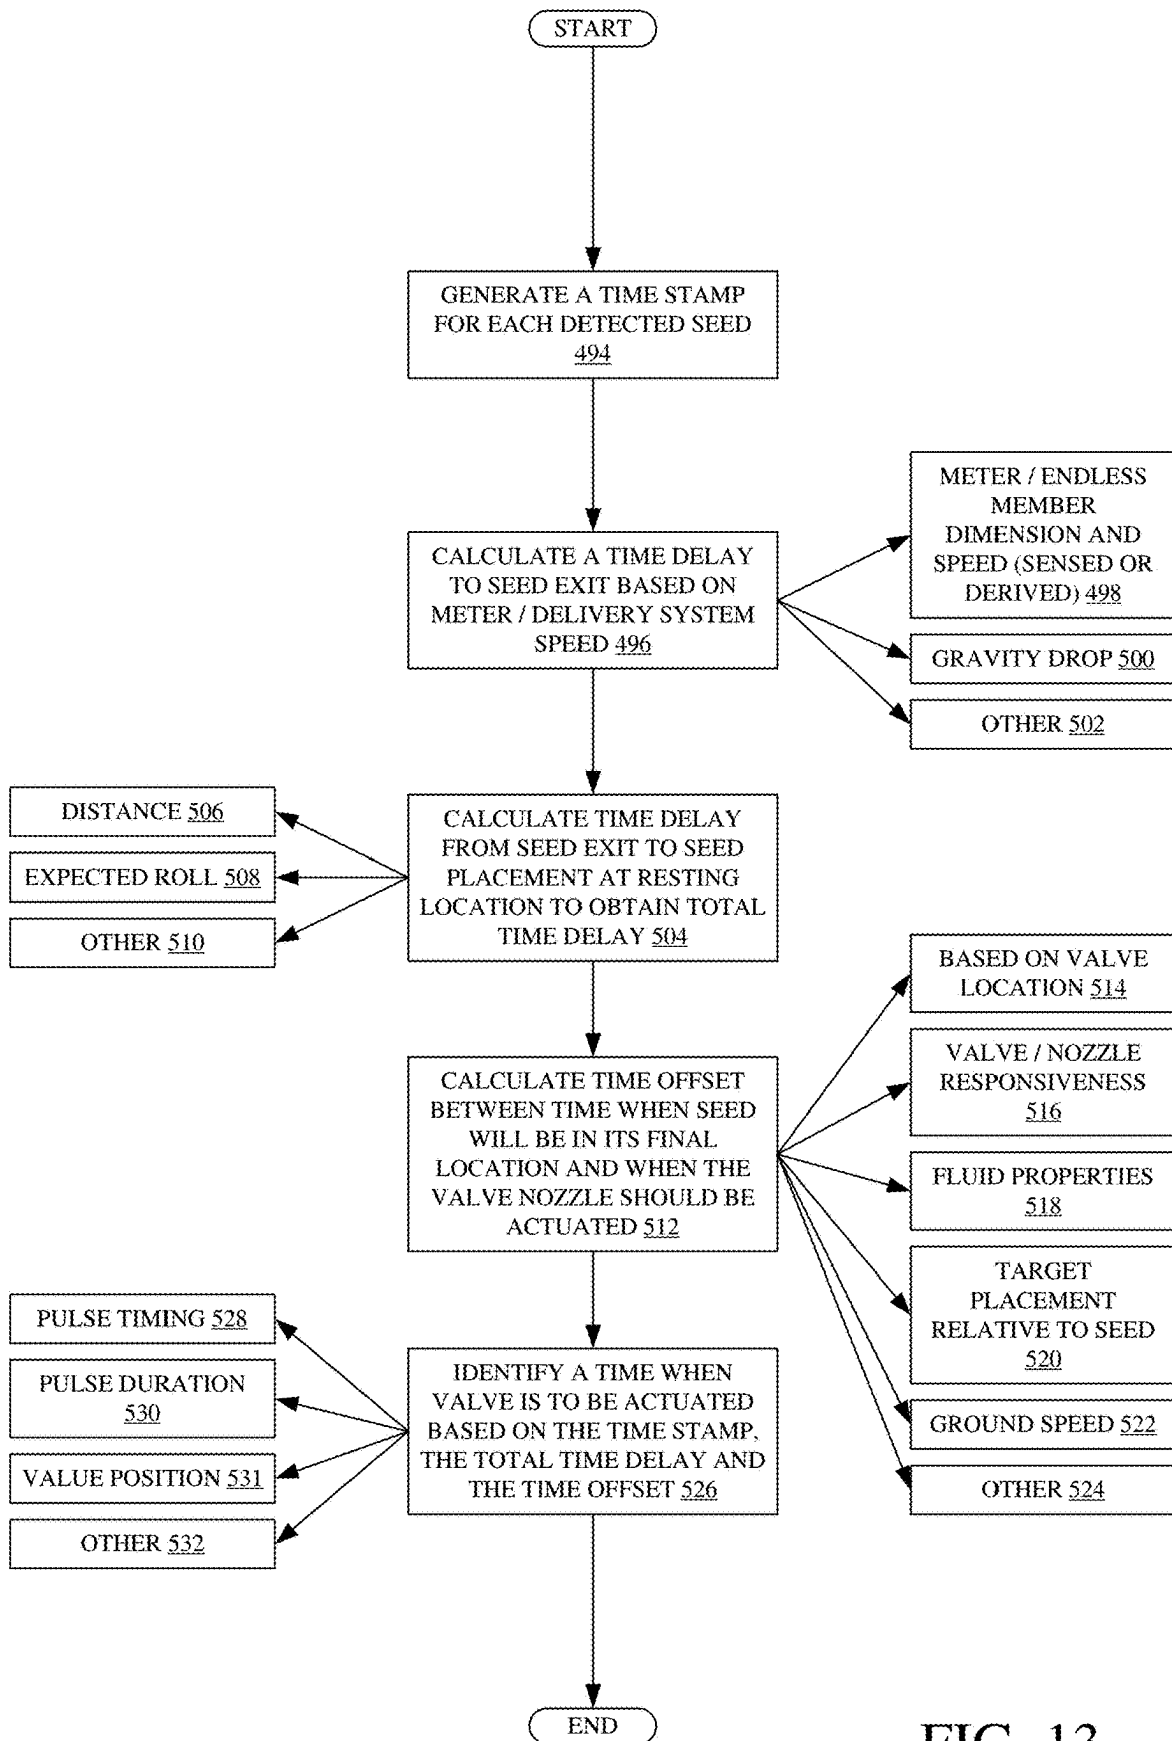 START
GENERATE A TIME STAMP
FOR EACH DETECTED SEED
494
CALCULATE A TIME DELAY
TO SEED EXIT BASED ON
METER / DELIVERY SYSTEM
SPEED 496
METER / ENDLESS
MEMBER
DIMENSION AND
SPEED (SENSED OR
DERIVED) 498
GRAVITY DROP 500
OTHER 502
CALCULATE TIME DELAY
FROM SEED EXIT TO SEED
PLACEMENT AT RESTING
LOCATION TO OBTAIN TOTAL
TIME DELAY 504
DISTANCE 506
EXPECTED ROLL 508
OTHER 510
CALCULATE TIME OFFSET
BETWEEN TIME WHEN SEED
WILL BE IN ITS FINAL
LOCATION AND WHEN THE
VALVE NOZZLE SHOULD BE
ACTUATED 512
BASED ON VALVE
LOCATION 514
VALVE / NOZZLE
RESPONSIVENESS
516
FLUID PROPERTIES
518
TARGET
PLACEMENT
RELATIVE TO SEED
520
GROUND SPEED 522
OTHER 524
IDENTIFY A TIME WHEN
VALVE IS TO BE ACTUATED
BASED ON THE TIME STAMP,
THE TOTAL TIME DELAY AND
THE TIME OFFSET 526
PULSE TIMING 528
PULSE DURATION
530
VALUE POSITION 531
OTHER 532
END
FIG. 13